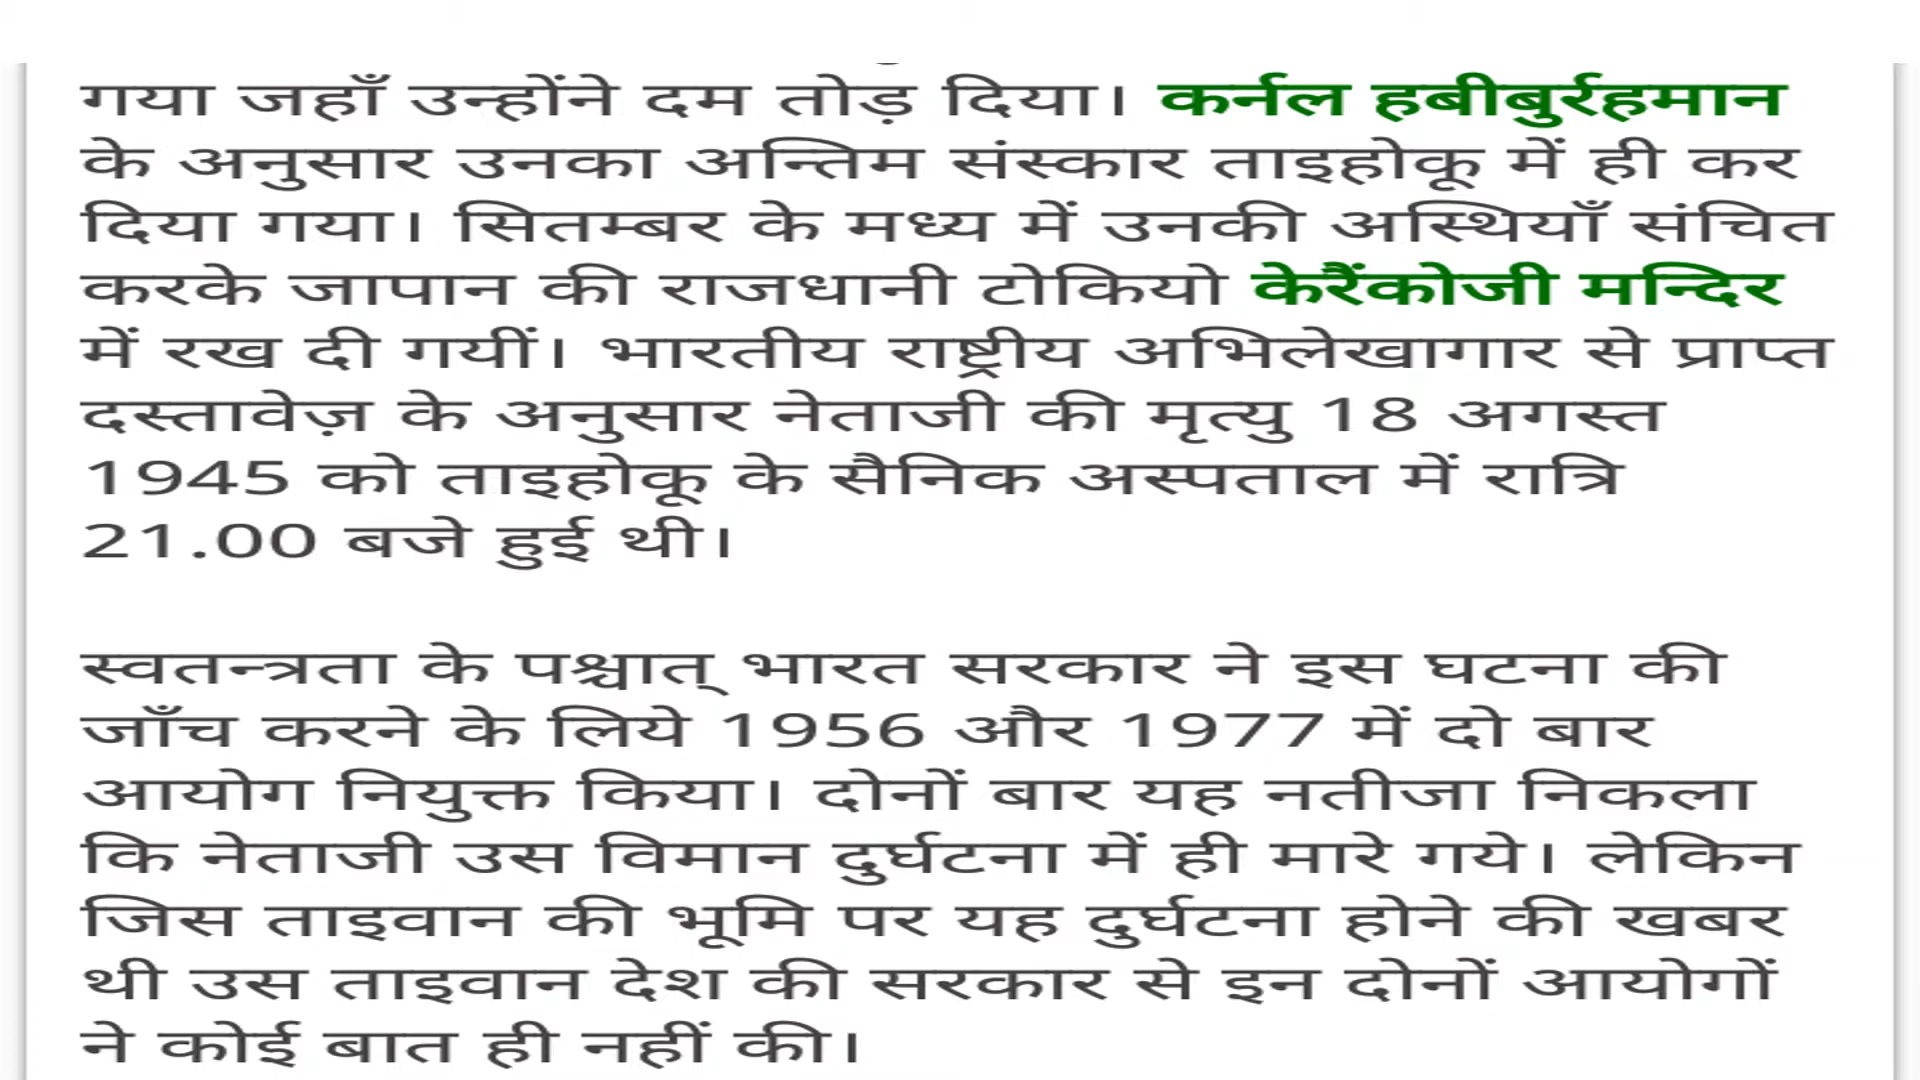 गया जहाँ उन्होंने दम तोड़ दिया। कर्नल हबीबुर्रहमान
के अनुसार उनका अन्तिम संस्कार ताइहोकू में ही कर
दिया गया। सितम्बर के मध्य में उनकी अस्थियाँ संचित
करके जापान की राजधानी टोकियो केरैंकोजी मन्दिर
में रख दी गयीं। भारतीय राष्ट्रीय अभिलेखागार से प्राप्त
दस्तावेज़ के अनुसार नेताजी की मृत्यु 18 अगस्त
1945 को ताइहोकू के सैनिक अस्पताल में रात्रि
21.00 बजे हुई थी।
स्वतन्त्रता के पश्चात् भारत सरकार ने इस घटना की
जाँच करने के लिये 1956 और 1977 में दो बार
आयोग नियुक्त किया। दोनों बार यह नतीजा निकला
कि नेताजी उस विमान दुर्घटना में ही मारे गये। लेकिन
जिस ताइवान की भूमि पर यह दुर्घटना होने की खबर
थी उस ताइवान देश की सरकार से इन दोनों आयोगों
ने कोई बात ही नहीं की।